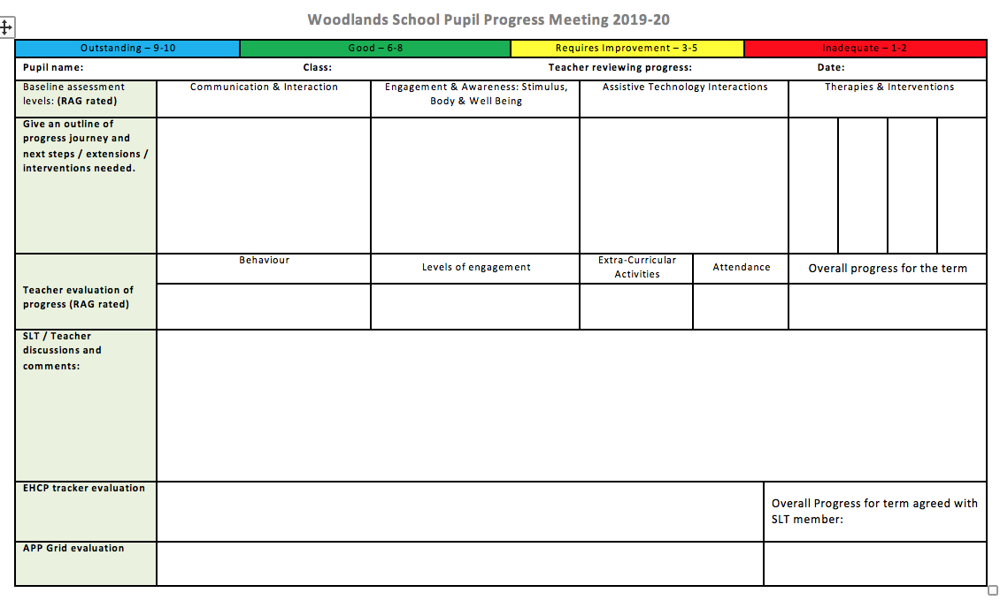 Woodlands School Pupil Progress Meeting 2019-20
Outstanding – 9-10
Good – 6-8
Requires Improvement – 3-5
Inadequate – 1-2
Pupil name:
Class:
Teacher reviewing progress:
Date:
Baseline assessment
levels: (RAG rated)
Communication & Interaction
Engagement & Awareness: Stimulus,
Body & Well Being
Assistive Technology Interactions
Therapies & Interventions
Give an outline of
progress journey and
next steps / extensions /
interventions needed.
Teacher evaluation of
progress (RAG rated)
Behaviour
Levels of engagement
Extra-Curricular
Activities
Attendance
Overall progress for the term
SLT / Teacher
discussions and
comments:
EHCP tracker evaluation
Overall Progress for term agreed with
SLT member:
APP Grid evaluation